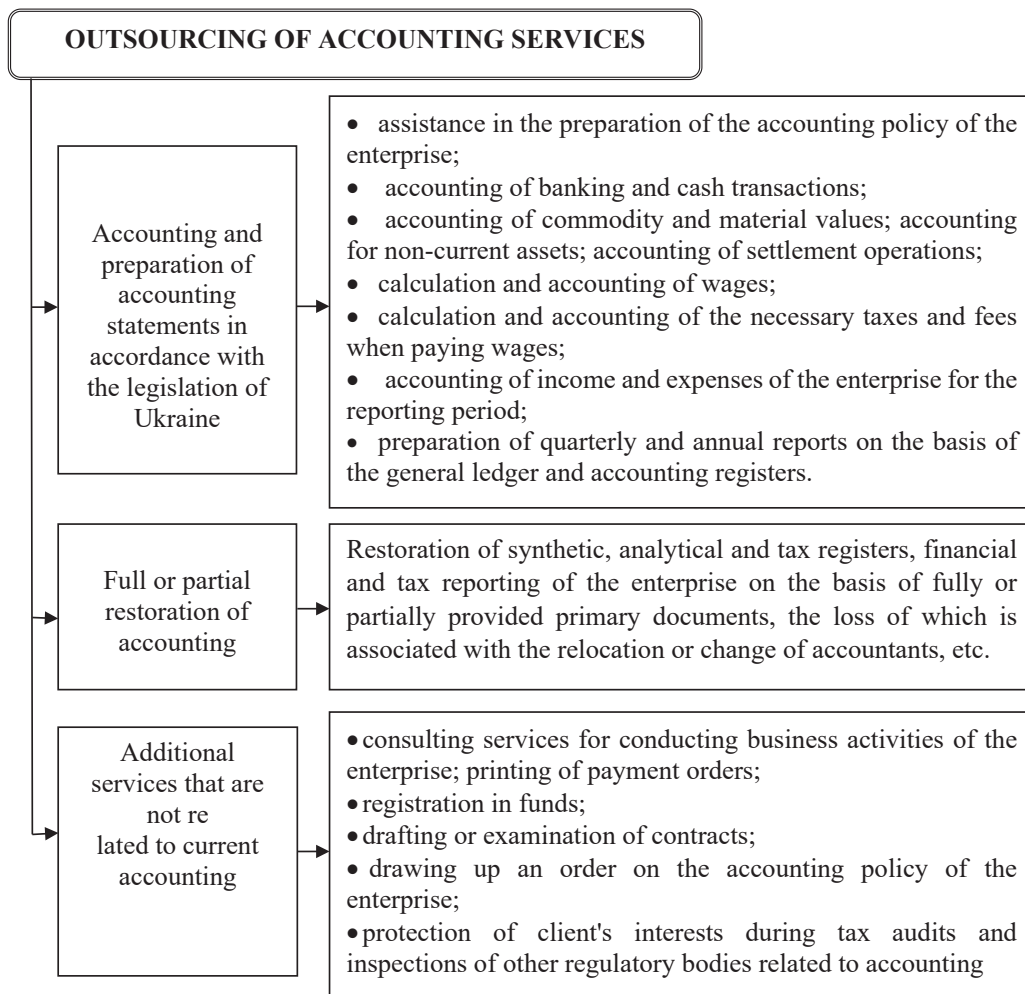 OUTSOURCING OF ACCOUNTING SERVICES
Accounting and
preparation of
accounting
statements in
accordance with
the legislation of
Ukraine
• assistance in the preparation of the accounting policy of the
enterprise;
• accounting of banking and cash transactions;
• accounting of commodity and material values; accounting
for non-current assets; accounting of settlement operations;
• calculation and accounting of wages;
• calculation and accounting of the necessary taxes and fees
when paying wages;
• accounting of income and expenses of the enterprise for the
reporting period;
• preparation of quarterly and annual reports on the basis of
the general ledger and accounting registers.
Full or partial
restoration of
accounting
Restoration of synthetic, analytical and tax registers, financial
and tax reporting of the enterprise on the basis of fully or
partially provided primary documents, the loss of which is
associated with the relocation or change of accountants, etc.
Additional
services that are
not re
lated to current
accounting
• consulting services for conducting business activities of the
enterprise; printing of payment orders;
• registration in funds;
• drafting or examination of contracts;
• drawing up an order on the accounting policy of the
enterprise;
• protection of client's interests during tax audits and
inspections of other regulatory bodies related to accounting